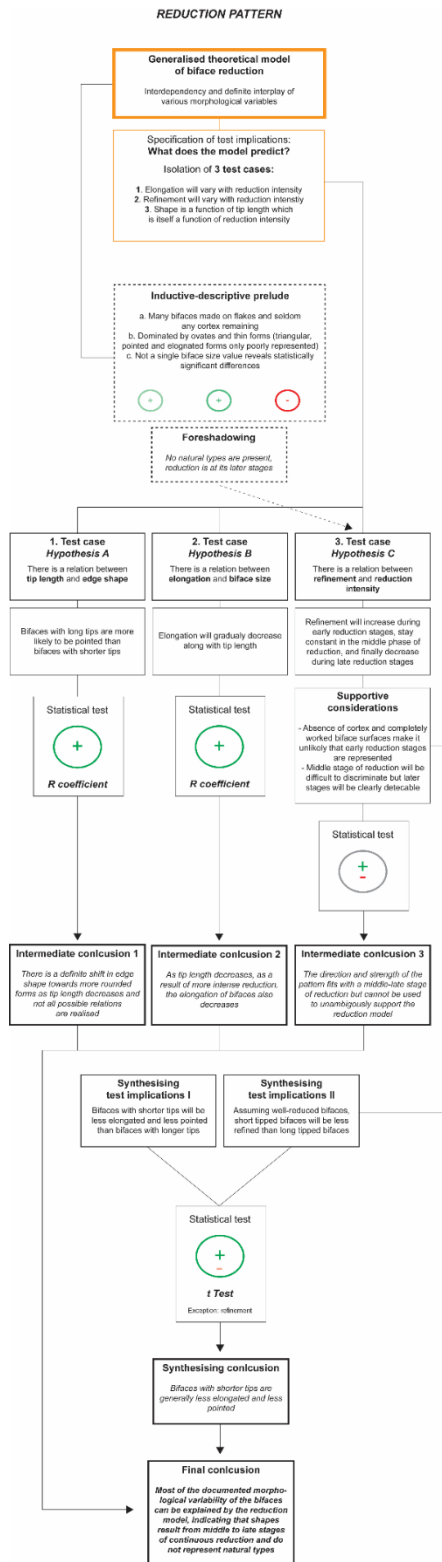 REDUCTION PATTERN
Generalised theoretical model
of biface reduction
Interdependency and definite interplay of
various morphological variables
Specification of test implications:
What does the model predict?
Isolation of 3 test cases:
1. Elongation will vary with reduction intensity
2. Refinement will vary with reduction intenstiy
3. Shape is a function of tip length which
is itself a function of reduction intensity
Inductive-descriptive prelude
a. Many bifaces made on flakes and seldom
any cortex remaining
b. Dominated by ovates and thin forms (triangular,
pointed and elognated forms only poorly represented)
c. Not a single biface size value reveals statistically
significant differences
+
+
-
Foreshadowing
No natural types are present,
reduction is at its later stages
1. Test case
Hypothesis A
There is a relation between
tip length and edge shape
2. Test case
Hypothesis B
There is a relation between
elongation and biface size
3. Test case
Hypothesis C
There is a relation between
refinement and reduction
intensity
Bifaces with long tips are more
likely to be pointed than
bifaces with shorter tips
Elongation will gradualy decrease
along with tip length
Refinement will increase during
early reduction stages, stay
constant in the middle phase of
reduction, and finally decrease
during late reduction stages
Statistical test
+
R coefficient
Statistical test
+
R coefficient
Supportive
considerations
- Absence of cortex and completely
worked biface surfaces make it
unlikely that early reduction stages
are represented
- Middle stage of reduction will be
difficult to discriminate but later
stages will be clearly detecable
Statistical test
+
-
Intermediate conlcusion 1
There is a definite shift in edge
shape towards more rounded
forms as tip length decreases and
not all possible relations
are realised
Intermediate conlcusion 2
As tip length decreases, as a
result of more intense reduction,
the elongation of bifaces also
decreases
Intermediate conlcusion 3
The direction and strength of the
pattern fits with a middle-late stage
of reduction but cannot be used
to unambigously support the
reduction model
Synthesising
test implications I
Bifaces with shorter tips will be
less elongated and less pointed
than bifaces with longer tips
Synthesising
test implications II
Assuming well-reduced bifaces,
short tipped bifaces will be less
refined than long tipped bifaces
Statistical test
+
-
t Test
Exception: refinement
Synthesising conlcusion
Bifaces with shorter tips are
generally less elongated and less
pointed
Final conlcusion
Most of the documented morpho-
logical variability of the bifaces
can be explained by the reduction
model, indicating that shapes
result from middle to late stages
of continuous reduction and do
not represent natural types